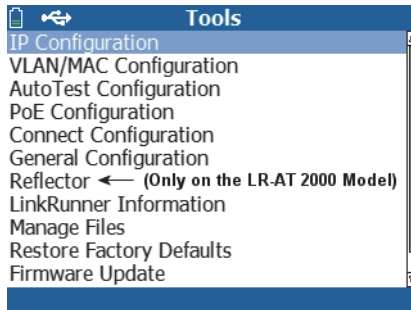 Tools
IP Configuration
VLAN/MAC Configuration
AutoTest Configuration
PoE Configuration
Connect Configuration
General Configuration
Reflector (Only on the LR-AT 2000 Model)
LinkRunner Information
Manage Files
Restore Factory Defaults
Firmware Update